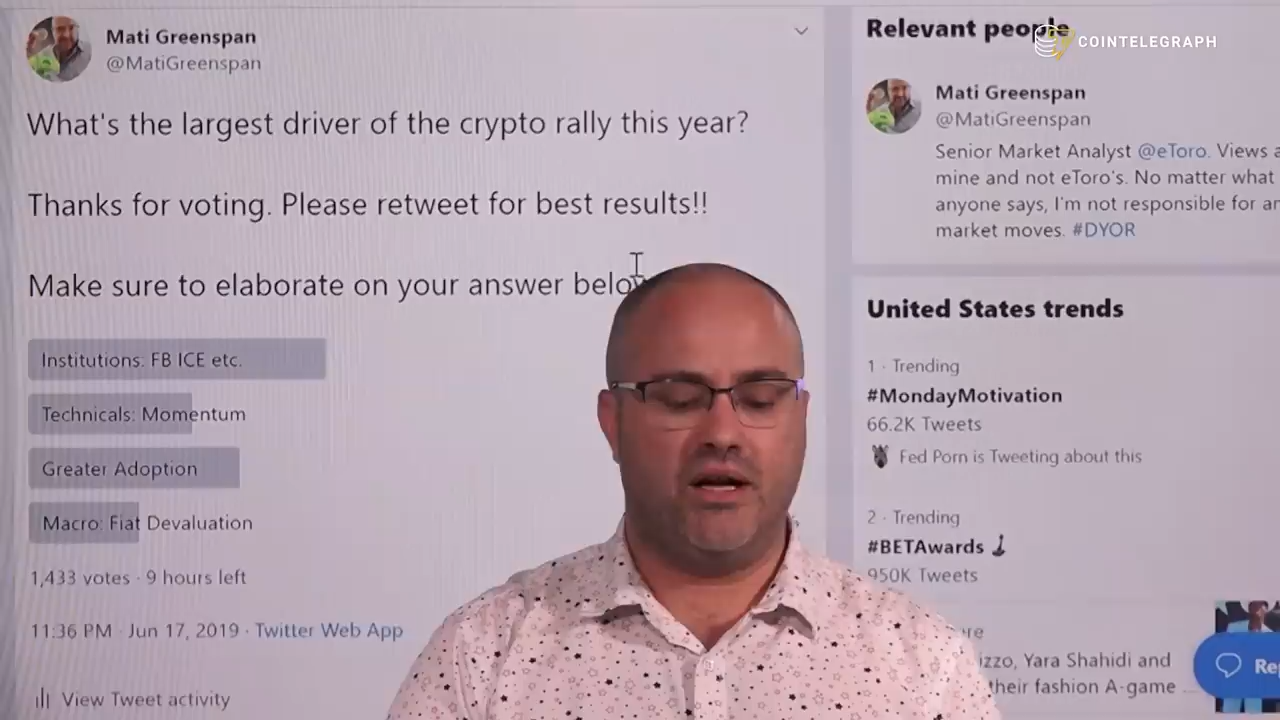 Mati Greenspan
@MatiGreenspan
What's the largest driver of the crypto rally this year?
Thanks for voting. Please retweet for best results!!
Make sure to elaborate on your answer below
Institutions: FB ICE etc.
Technicals: Momentum
Greater Adoption
Macro: Fiat Devaluation
1,433 votes · 9 hours left
11:36 PM · Jun 17, 2019 · Twitter Web App
View Tweet activity
Relevant people
COINTELEGRAPH
Mati Greenspan
@MatiGreenspan
Senior Market Analyst @eToro. Views a
mine and not eToro's. No matter what
anyone says, I'm not responsible for an
market moves. #DYOR
United States trends
1 · Trending
#MondayMotivation
66.2K Tweets
Fed Porn is Tweeting about this
2 · Trending
#BETAwards
950K Tweets
izzo, Yara Shahidi and
their fashion A-game ...